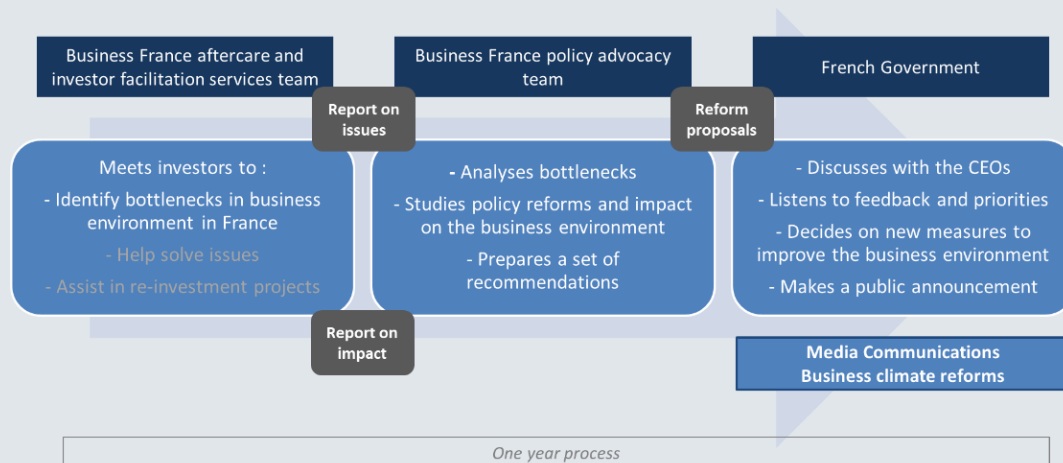 Business France aftercare and
investor facilitation services team
Business France policy advocacy
team
French Government
Report on
issues
Reform
proposals
Meets investors to :
- Identify bottlenecks in business
environment in France
- Help solve issues
- Assist in re-investment projects
- Analyses bottlenecks
- Studies policy reforms and impact
on the business environment
- Prepares a set of
recommendations
- Discusses with the CEOs
- Listens to feedback and priorities
- Decides on new measures to
improve the business environment
- Makes a public announcement
Report on
impact
Media Communications
Business climate reforms
One year process